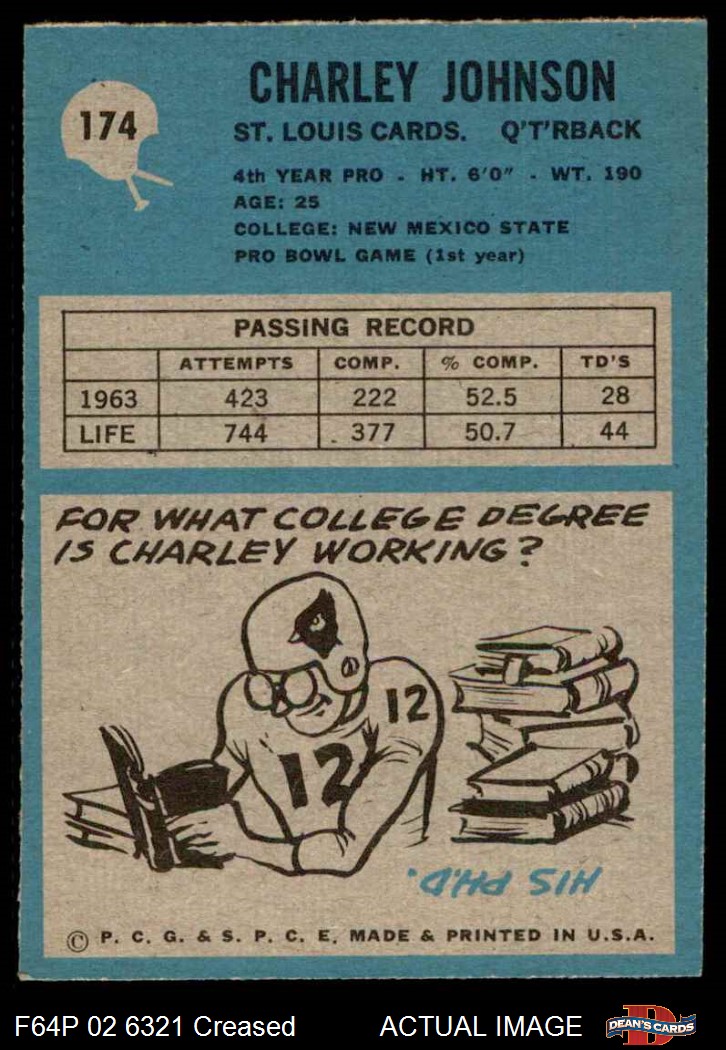 174
CHARLEY JOHNSON
ST. LOUIS CARDS. Q'T'RBACK
4th YEAR PRO - HT. 6'0" - WT. 190
AGE: 25
COLLEGE: NEW MEXICO STATE
PRO BOWL GAME (1st year)
PASSING RECORD
ATTEMPTS COMP. % COMP. TD'S
1963 423 222 52.5 28
LIFE 744 377 50.7 44
FOR WHAT COLLEGE DEGREE
IS CHARLEY WORKING?
12
12
HIS PH.D.
© P. C. G. & S. P. C. E. MADE & PRINTED IN U.S.A.
F64P 02 6321 Creased ACTUAL IMAGE
D
DEAN'S CARDS